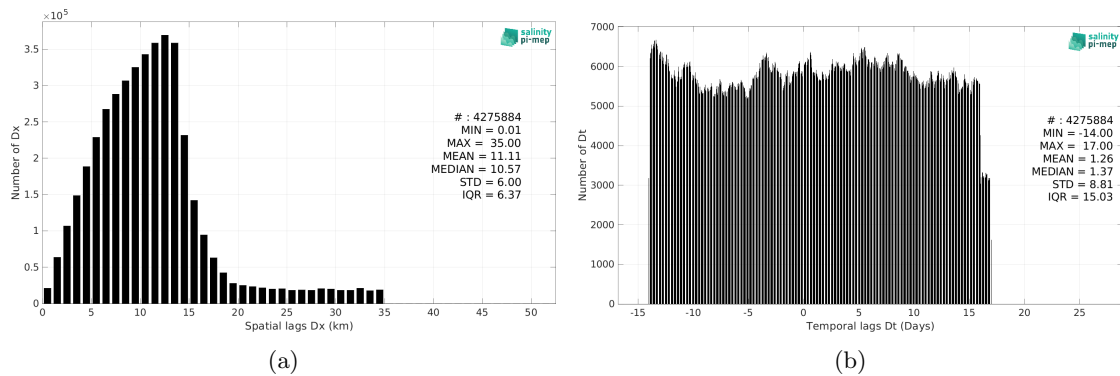 ×10⁵
3.5
3
2.5
2
1.5
1
0.5
0
Number of Dx
salinity
pi-mep
# : 4275884
MIN = 0.01
MAX = 35.00
MEAN = 11.11
MEDIAN = 10.57
STD = 6.00
IQR = 6.37
0 5 10 15 20 25 30 35 40 45 50
Spatial lags Dx (km)
(a)
7000
6000
5000
4000
3000
2000
1000
0
Number of Dt
salinity
pi-mep
# : 4275884
MIN = -14.00
MAX = 17.00
MEAN = 1.26
MEDIAN = 1.37
STD = 8.81
IQR = 15.03
-15 -10 -5 0 5 10 15 20 25
Temporal lags Dt (Days)
(b)